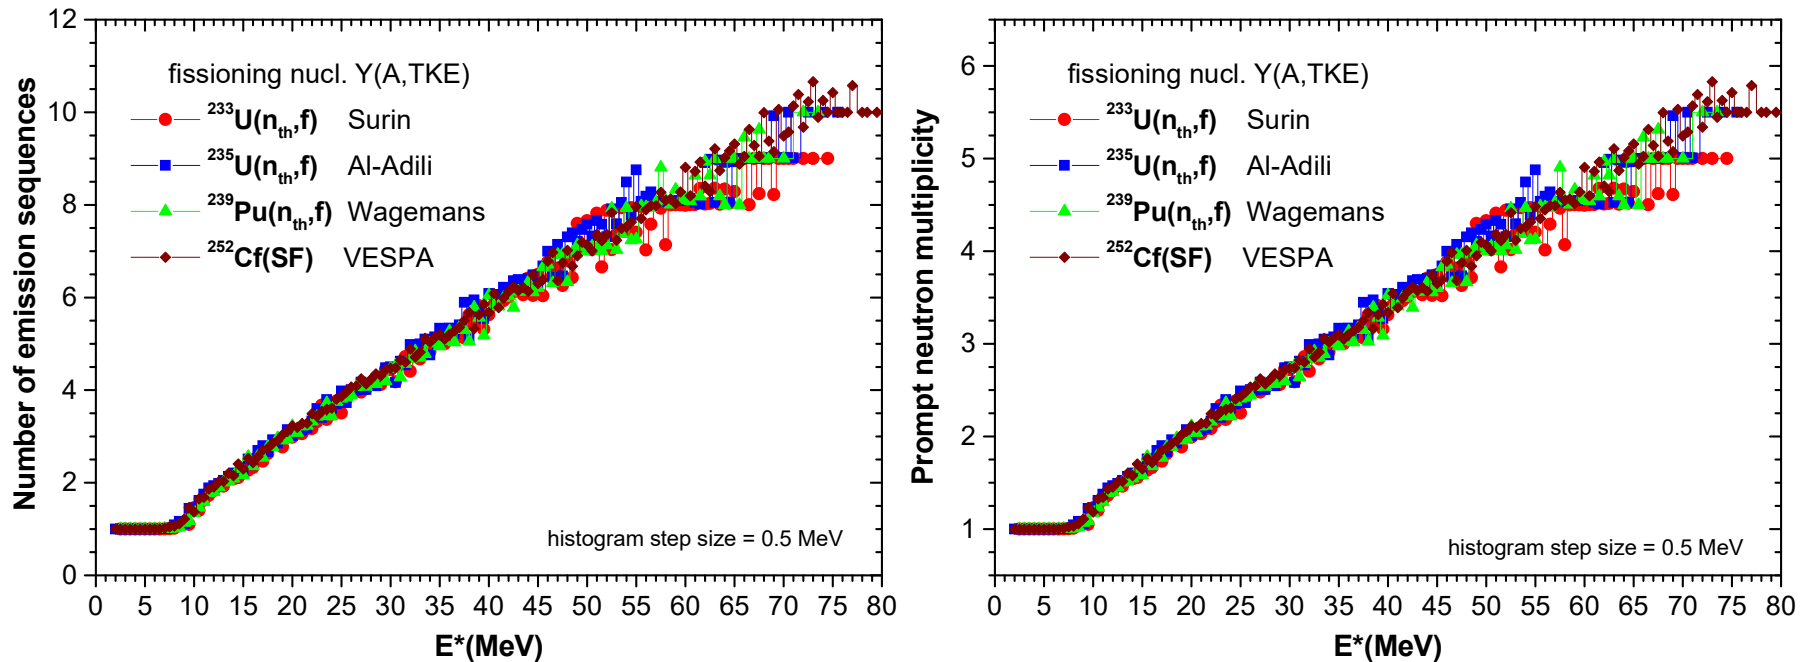 12
10
8
6
4
2
0
Number of emission sequences
fissioning nucl. Y(A,TKE)
²³³U(nₜₕ,f) Surin
²³⁵U(nₜₕ,f) Al-Adili
²³⁹Pu(nₜₕ,f) Wagemans
²⁵²Cf(SF) VESPA
histogram step size = 0.5 MeV
0 5 10 15 20 25 30 35 40 45 50 55 60 65 70 75 80
E*(MeV)
6
5
4
3
2
1
Prompt neutron multiplicity
fissioning nucl. Y(A,TKE)
²³³U(nₜₕ,f) Surin
²³⁵U(nₜₕ,f) Al-Adili
²³⁹Pu(nₜₕ,f) Wagemans
²⁵²Cf(SF) VESPA
histogram step size = 0.5 MeV
0 5 10 15 20 25 30 35 40 45 50 55 60 65 70 75 80
E*(MeV)